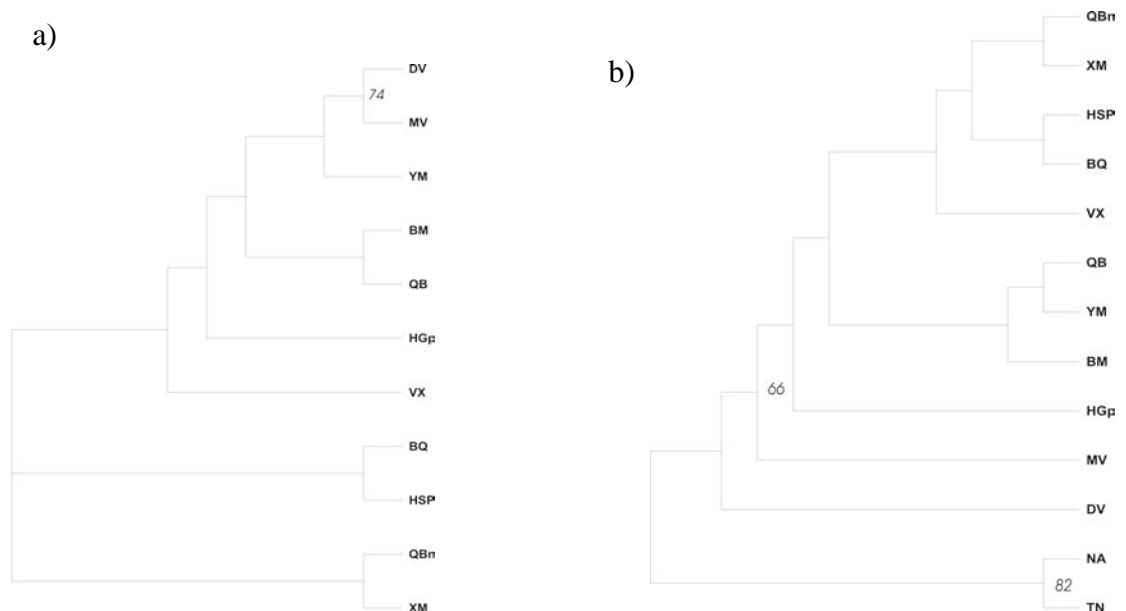 a)
DV
74
MV
YM
BM
QB
HGp
VX
BQ
HSP
QBn
XM
b)
QBn
XM
HSP
BQ
VX
QB
YM
BM
HGp
66
MV
DV
NA
82
TN